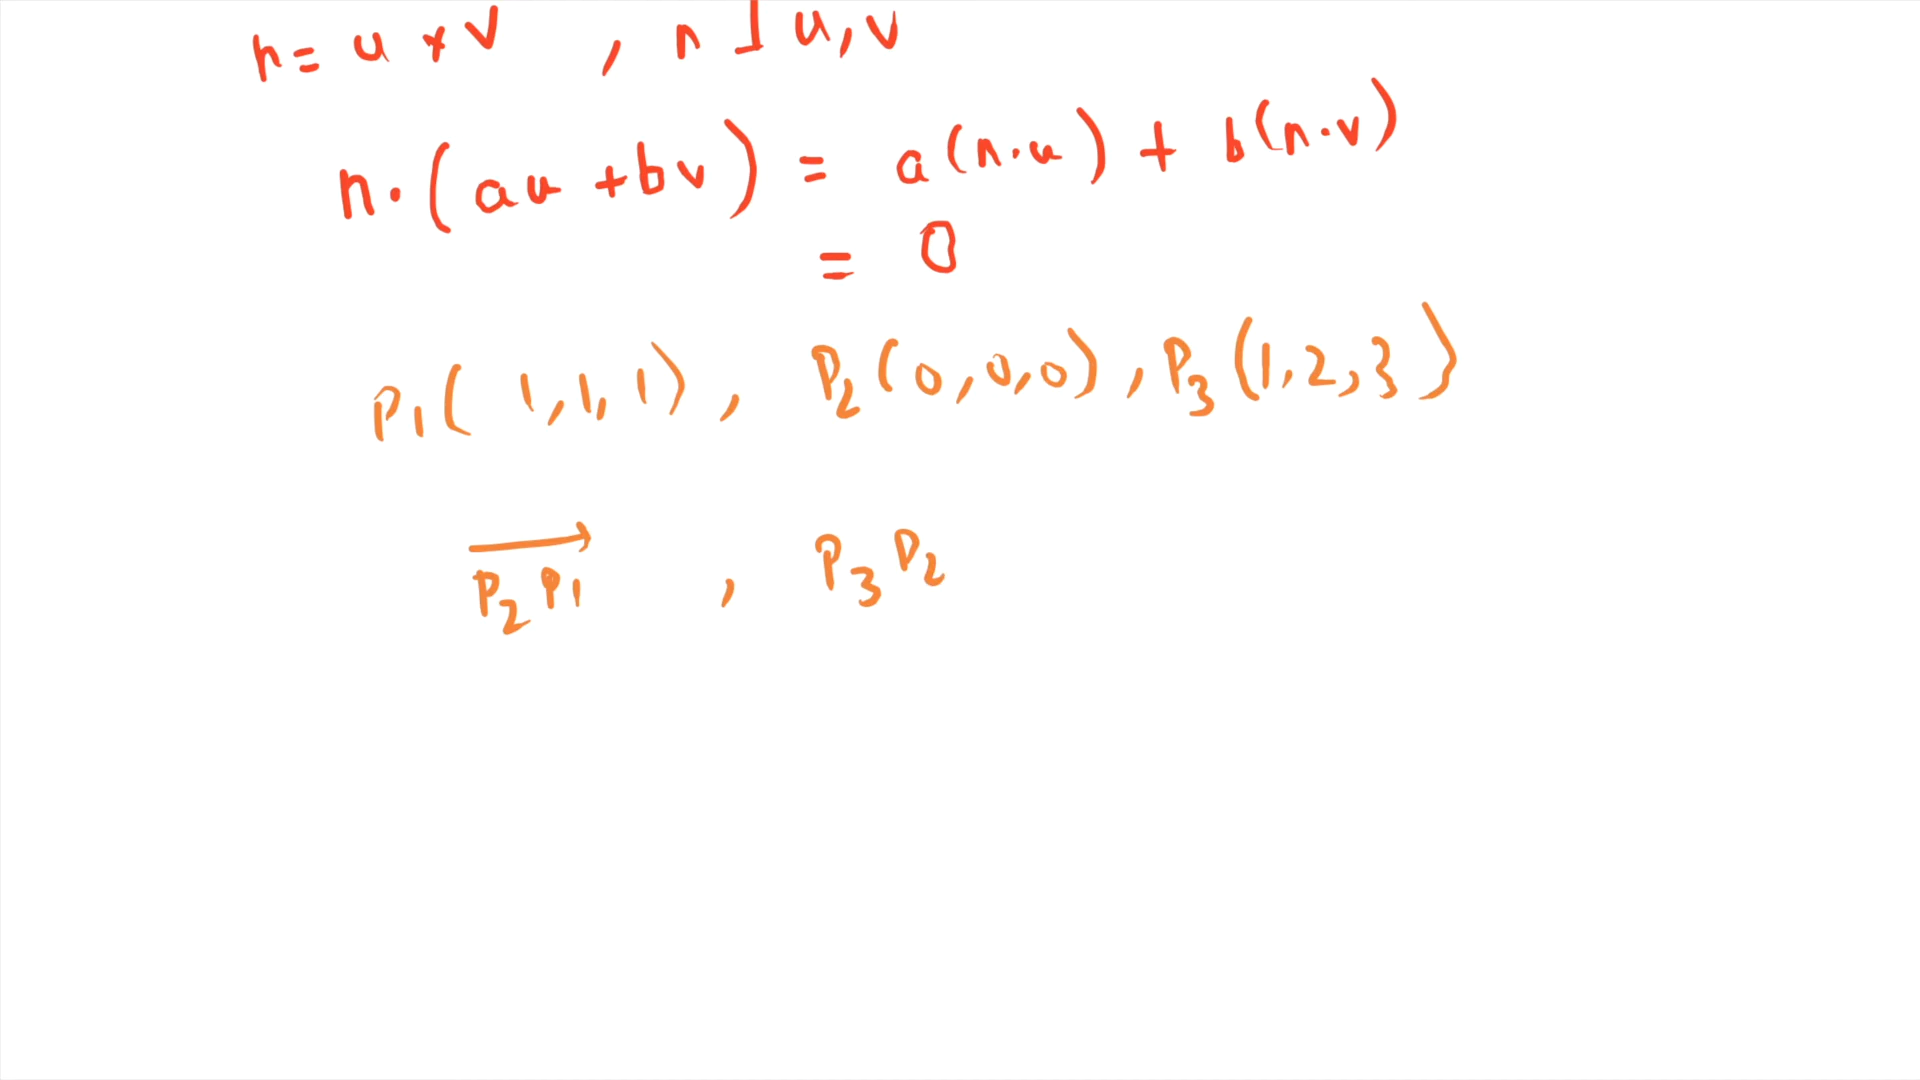 n = u × v , n ⊥ u, v
n · (au + bv) = a(n·u) + b(n·v)
= 0
P1( 1, 1, 1), P2(0,0,0), P3(1,2,3)
P2P1→ , P3P2